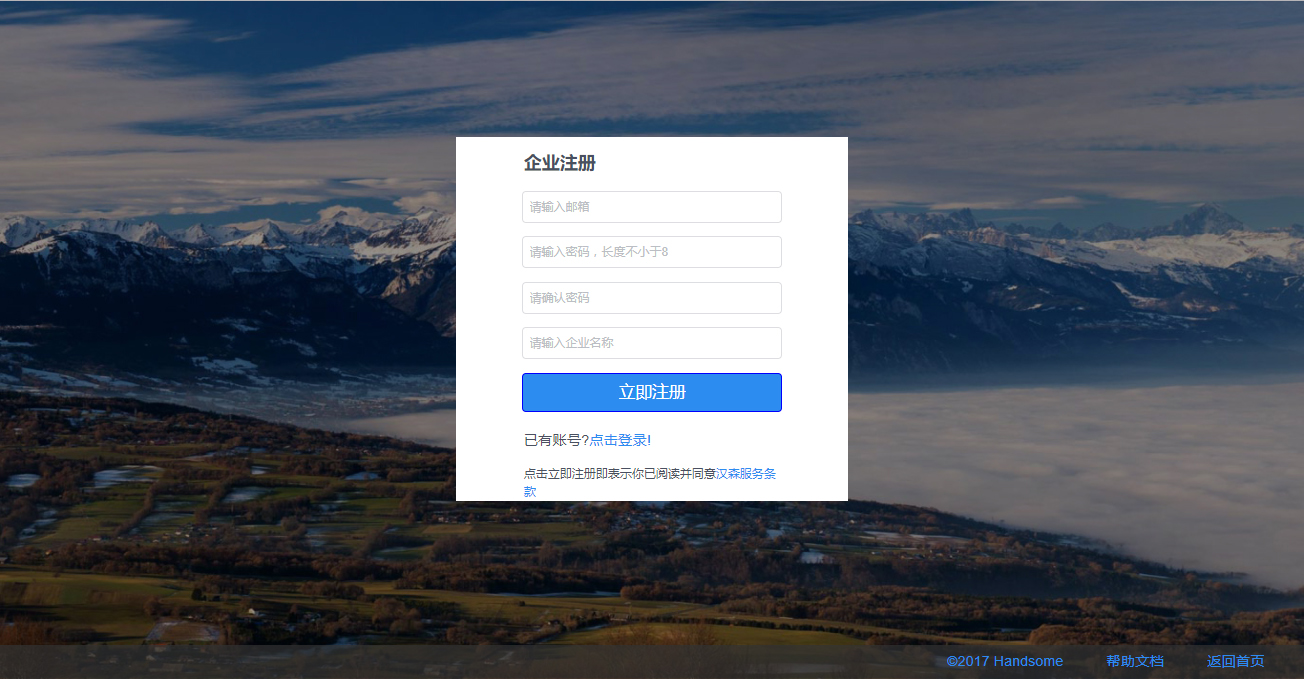 企业注册
请输入邮箱
请输入密码，长度不小于8
请确认密码
请输入企业名称
立即注册
已有账号?点击登录!
点击立即注册即表示你已阅读并同意汉森服务条
款
©2017 Handsome 帮助文档 返回首页